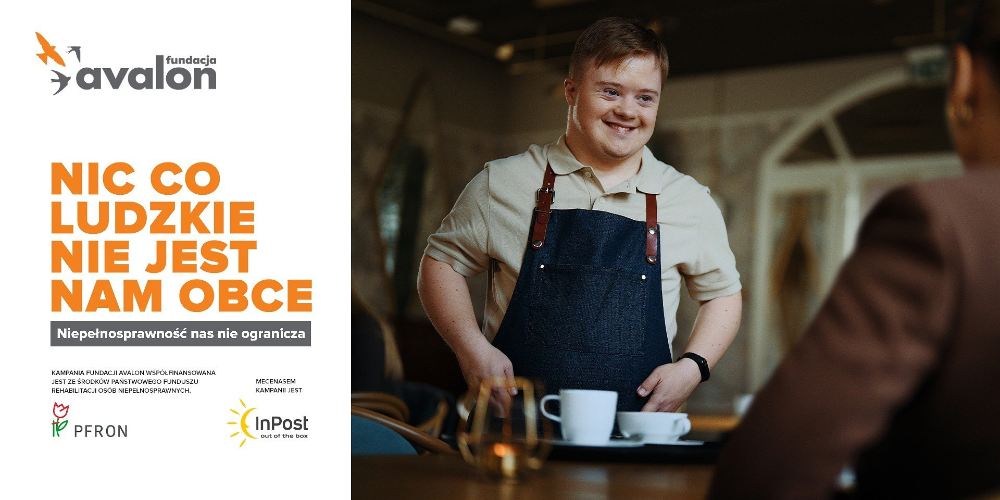 fundacja
avalon
NIC CO
LUDZKIE
NIE JEST
NAM OBCE
Niepełnosprawność nas nie ogranicza
KAMPANIA FUNDACJI AVALON WSPÓŁFINANSOWANA
JEST ZE ŚRODKÓW PAŃSTWOWEGO FUNDUSZU
REHABILITACJI OSÓB NIEPEŁNOSPRAWNYCH.
PFRON
MECENASEM
KAMPANII JEST
InPost
out of the box